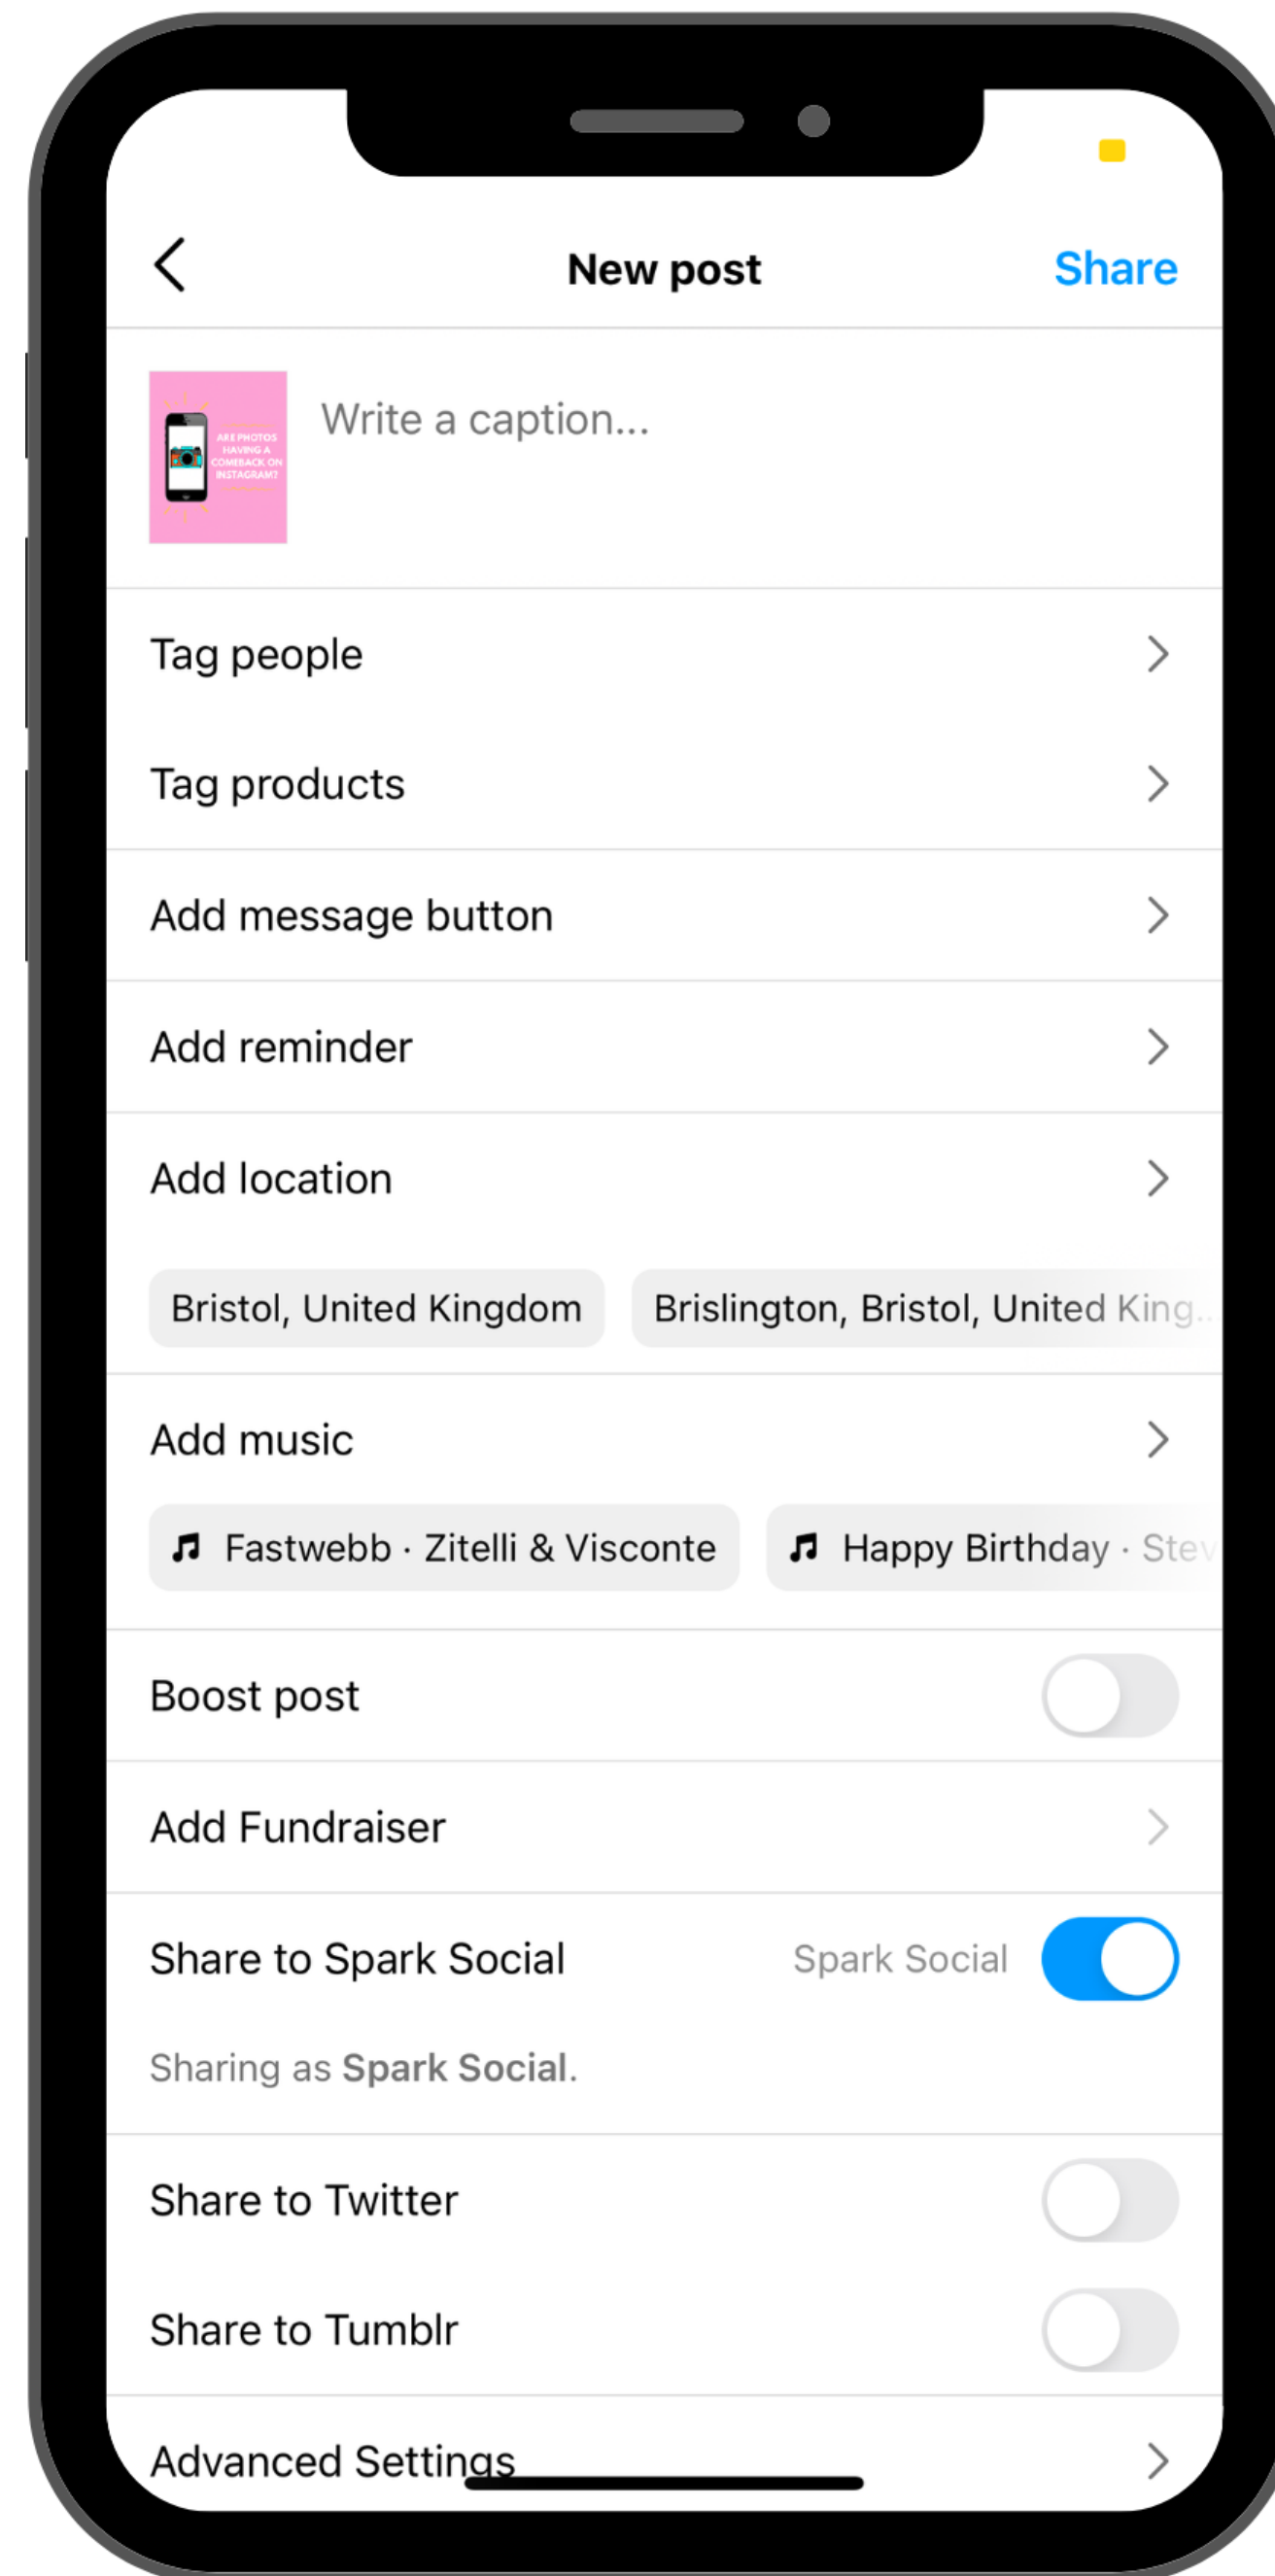 New post
Share
ARE PHOTOS
HAVING A
COMEBACK ON
INSTAGRAM?
Write a caption...
Tag people
Tag products
Add message button
Add reminder
Add location
Bristol, United Kingdom
Brislington, Bristol, United King...
Add music
Fastwebb · Zitelli & Visconte
Happy Birthday · Stev
Boost post
Add Fundraiser
Share to Spark Social
Spark Social
Sharing as Spark Social.
Share to Twitter
Share to Tumblr
Advanced Settings